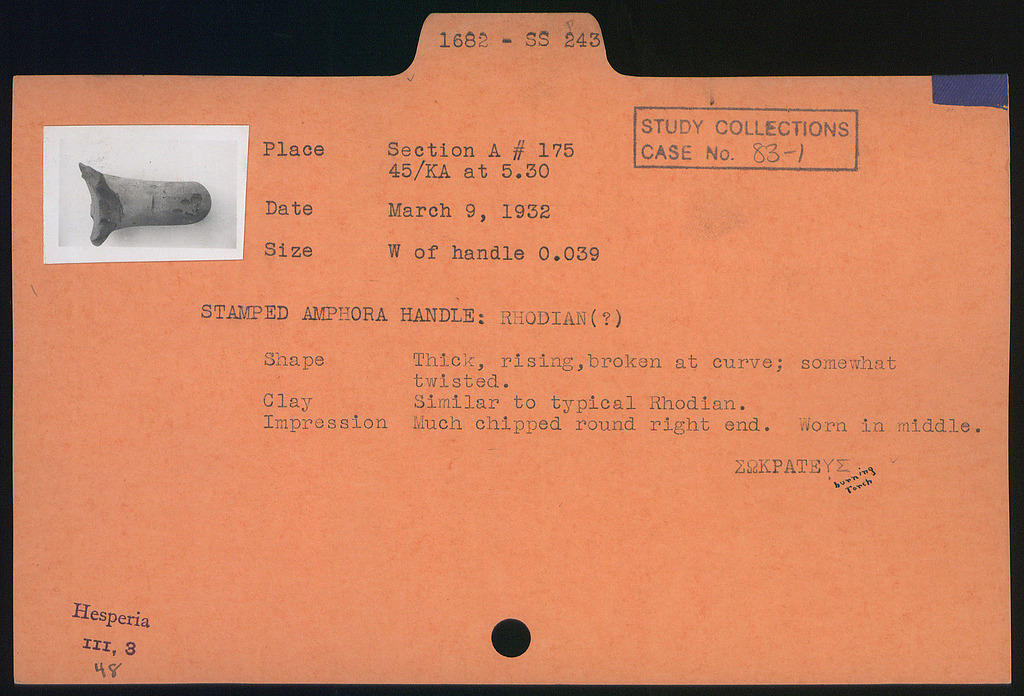 1682 - SS 243
P
STUDY COLLECTIONS
CASE No. 83-1
Place Section A # 175
45/KA at 5.30
Date March 9, 1932
Size W of handle 0.039
STAMPED AMPHORA HANDLE: RHODIAN(?)
Shape Thick, rising,broken at curve; somewhat
twisted.
Clay Similar to typical Rhodian.
Impression Much chipped round right end. Worn in middle.
ΣΩΚΡΑΤΕΥΣ
burning
Torch
Hesperia
III, 3
48